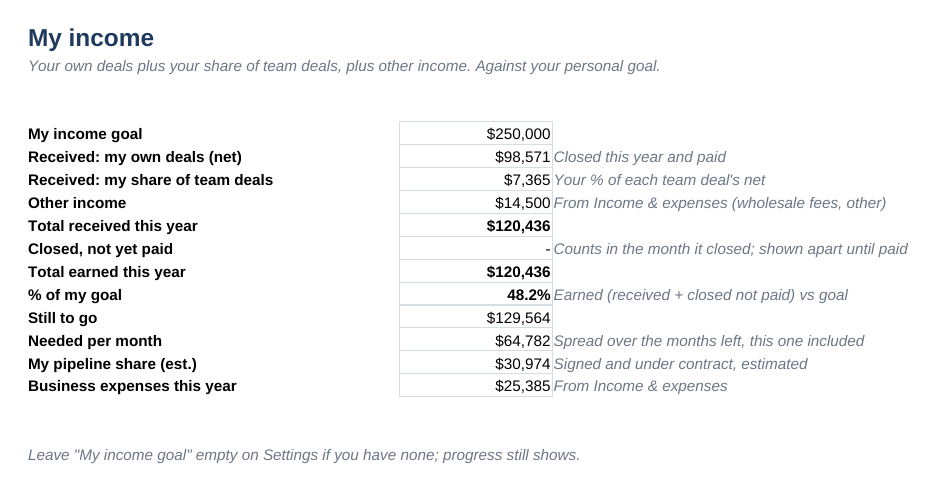 My income
Your own deals plus your share of team deals, plus other income. Against your personal goal.
My income goal $250,000
Received: my own deals (net) $98,571 Closed this year and paid
Received: my share of team deals $7,365 Your % of each team deal's net
Other income $14,500 From Income & expenses (wholesale fees, other)
Total received this year $120,436
Closed, not yet paid - Counts in the month it closed; shown apart until paid
Total earned this year $120,436
% of my goal 48.2% Earned (received + closed not paid) vs goal
Still to go $129,564
Needed per month $64,782 Spread over the months left, this one included
My pipeline share (est.) $30,974 Signed and under contract, estimated
Business expenses this year $25,385 From Income & expenses
Leave "My income goal" empty on Settings if you have none; progress still shows.